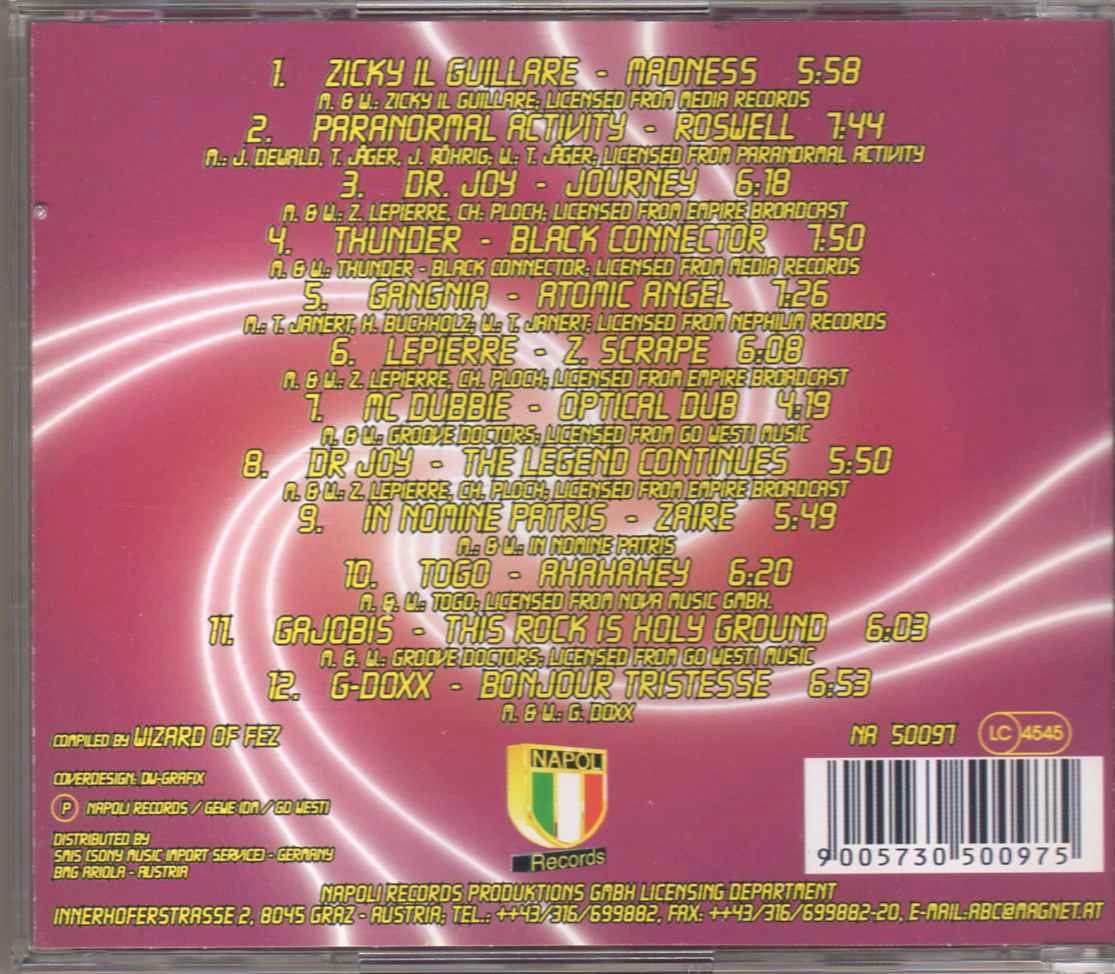 1. ZICKY IL GUILLARE - MADNESS 5:58
M. & W.: ZICKY IL GUILLARE; LICENSED FROM MEDIA RECORDS
2. PARANORMAL ACTIVITY - ROSWELL 7:44
M.: J. DEWALD, T. JÄGER, J. RÖHRIG; W.: T. JÄGER; LICENSED FROM PARANORMAL ACTIVITY
3. DR. JOY - JOURNEY 6:18
M. & W.: Z. LEPIERRE, CH. PLOCH; LICENSED FROM EMPIRE BROADCAST
4. THUNDER - BLACK CONNECTOR 7:50
M. & W.: THUNDER - BLACK CONNECTOR; LICENSED FROM MEDIA RECORDS
5. GANGNIA - ATOMIC ANGEL 7:26
M.: T. JANERT, H. BUCHHOLZ; W.: T. JANERT; LICENSED FROM NEPHILIM RECORDS
6. LEPIERRE - Z. SCRAPE 6:08
M. & W.: Z. LEPIERRE, CH. PLOCH; LICENSED FROM EMPIRE BROADCAST
7. MC DUBBIE - OPTICAL DUB 4:19
M. & W.: GROOVE DOCTORS; LICENSED FROM GO WEST! MUSIC
8. DR JOY - THE LEGEND CONTINUES 5:50
M. & W.: Z. LEPIERRE, CH. PLOCH; LICENSED FROM EMPIRE BROADCAST
9. IN NOMINE PATRIS - ZAIRE 5:49
M.: & W.: IN NOMINE PATRIS
10. TOGO - AHAHAHEY 6:20
M. &. W.: TOGO; LICENSED FROM NOVA MUSIC GMBH.
11. GAJOBIS - THIS ROCK IS HOLY GROUND 6:03
M. &. W.: GROOVE DOCTORS; LICENSED FROM GO WEST! MUSIC
12. G-DOXX - BONJOUR TRISTESSE 6:53
M. & W.: G. DOXX
COMPILED BY WIZARD OF FEZ
NA 50097 LC 4545
COVERDESIGN: DW-GRAFIX
P NAPOLI RECORDS / GEWE IDM / GO WEST!
DISTRIBUTED BY
SMIS (SONY MUSIC IMPORT SERVICE) - GERMANY
BMG ARIOLA - AUSTRIA
NAPOLI
Records
9 005730 500975
NAPOLI RECORDS PRODUKTIONS GMBH LICENSING DEPARTMENT
INNERHOFERSTRASSE 2, 8045 GRAZ - AUSTRIA; TEL.: ++43/316/699882, FAX: ++43/316/699882-20, E-MAIL:ABC@MAGNET.AT